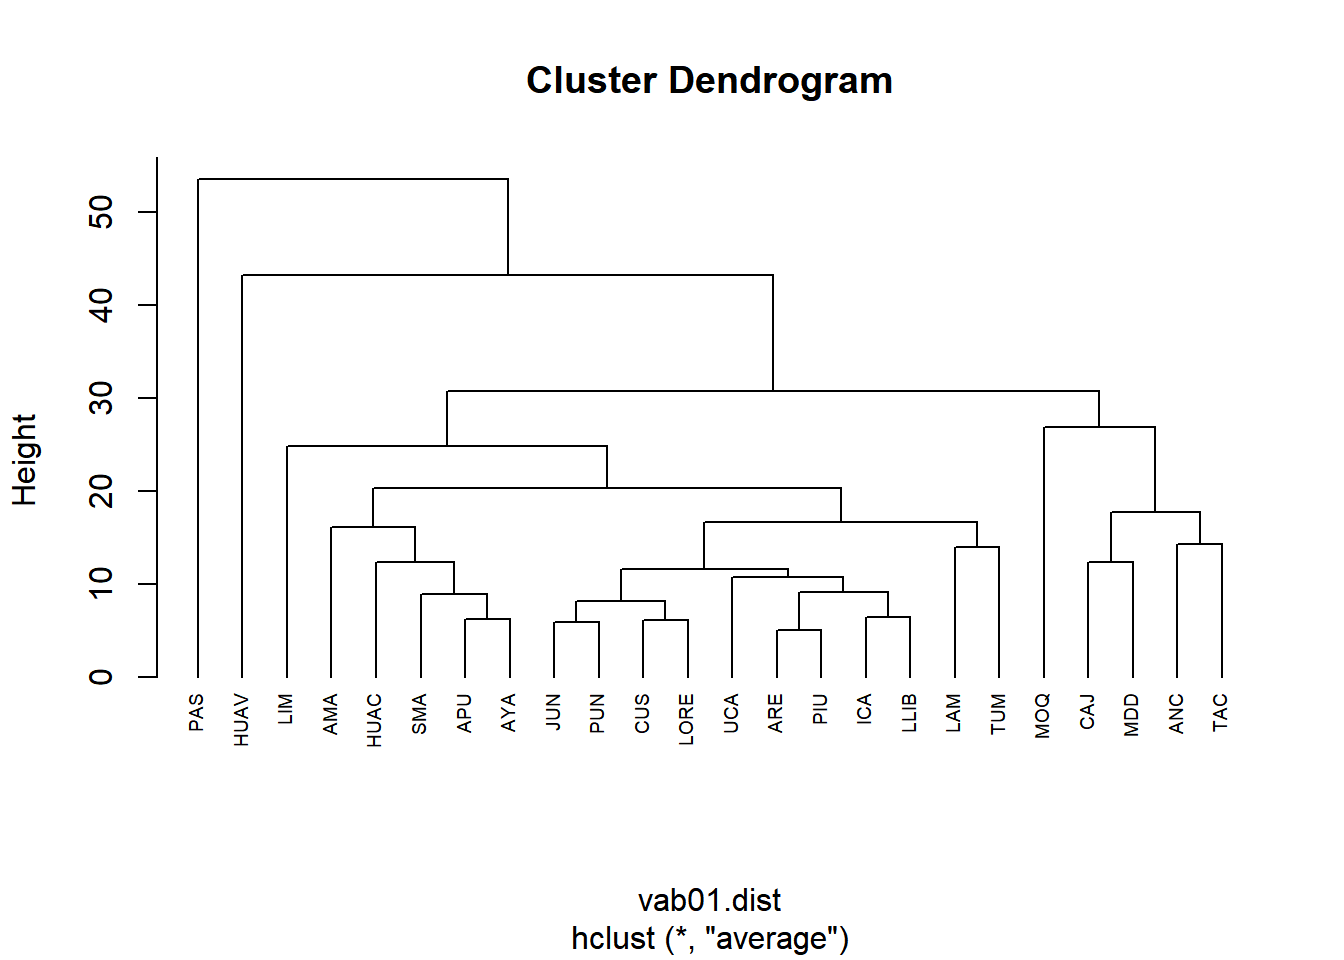 Cluster Dendrogram
Height
50
40
30
20
10
0
PAS
HUAV
LIM
AMA
HUAC
SMA
APU
AYA
JUN
PUN
CUS
LORE
UCA
ARE
PIU
ICA
LLIB
LAM
TUM
MOQ
CAJ
MDD
ANC
TAC
vab01.dist
hclust (*, "average")